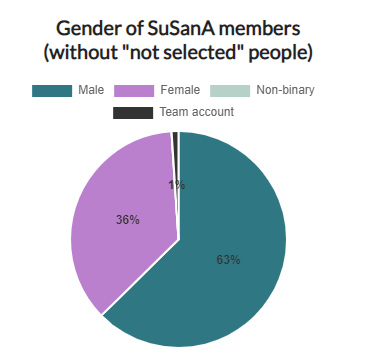 Gender of SuSanA members
(without "not selected" people)
Male Female Non-binary
Team account
1%
36%
63%